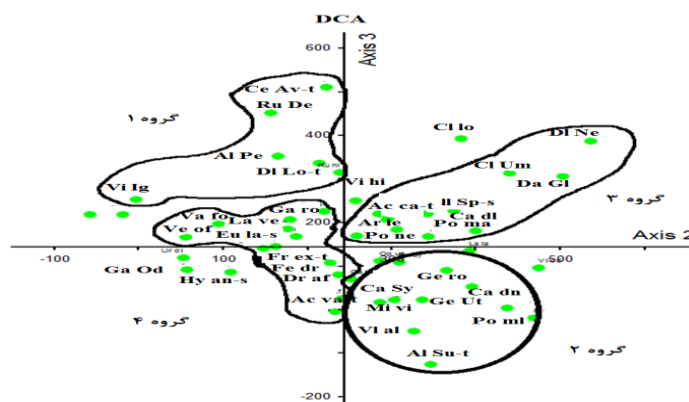 DCA
600
Axis 3
Ce Av-t
Ru De
گروه ۱
400
Cl lo
Dl Ne
Al Pe
Dl Lo-t
Cl Um
Da Gl
Vi hi
Vi Ig
گروه ۳
Ga ro
Ac ca-t
ll Sp-s
Va fo
La ve
200
Ar le
Ca dl
Ve of
Eu la-s
Po ne
Po ma
Axis 2
-100
100
500
Ga Od
Fr ex-t
Hy an-s
Fe dr
Dr af
Ge ro
Ca Sy
Ca dn
Ac va-t
Mi vi
Ge Ut
Po ml
گروه ۴
Vl al
گروه ۲
Al Su-t
-200